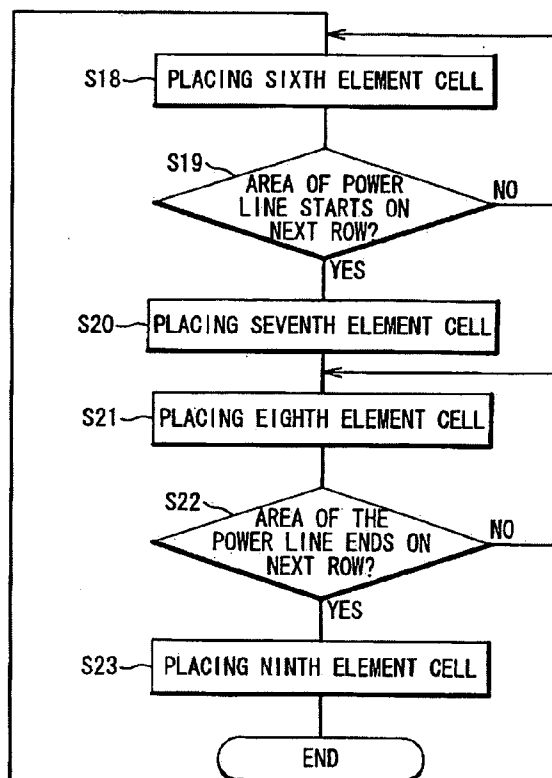 S18
PLACING SIXTH ELEMENT CELL
S19
AREA OF POWER
LINE STARTS ON
NEXT ROW?
NO
YES
S20
PLACING SEVENTH ELEMENT CELL
S21
PLACING EIGHTH ELEMENT CELL
S22
AREA OF THE
POWER LINE ENDS ON
NEXT ROW?
NO
YES
S23
PLACING NINTH ELEMENT CELL
END